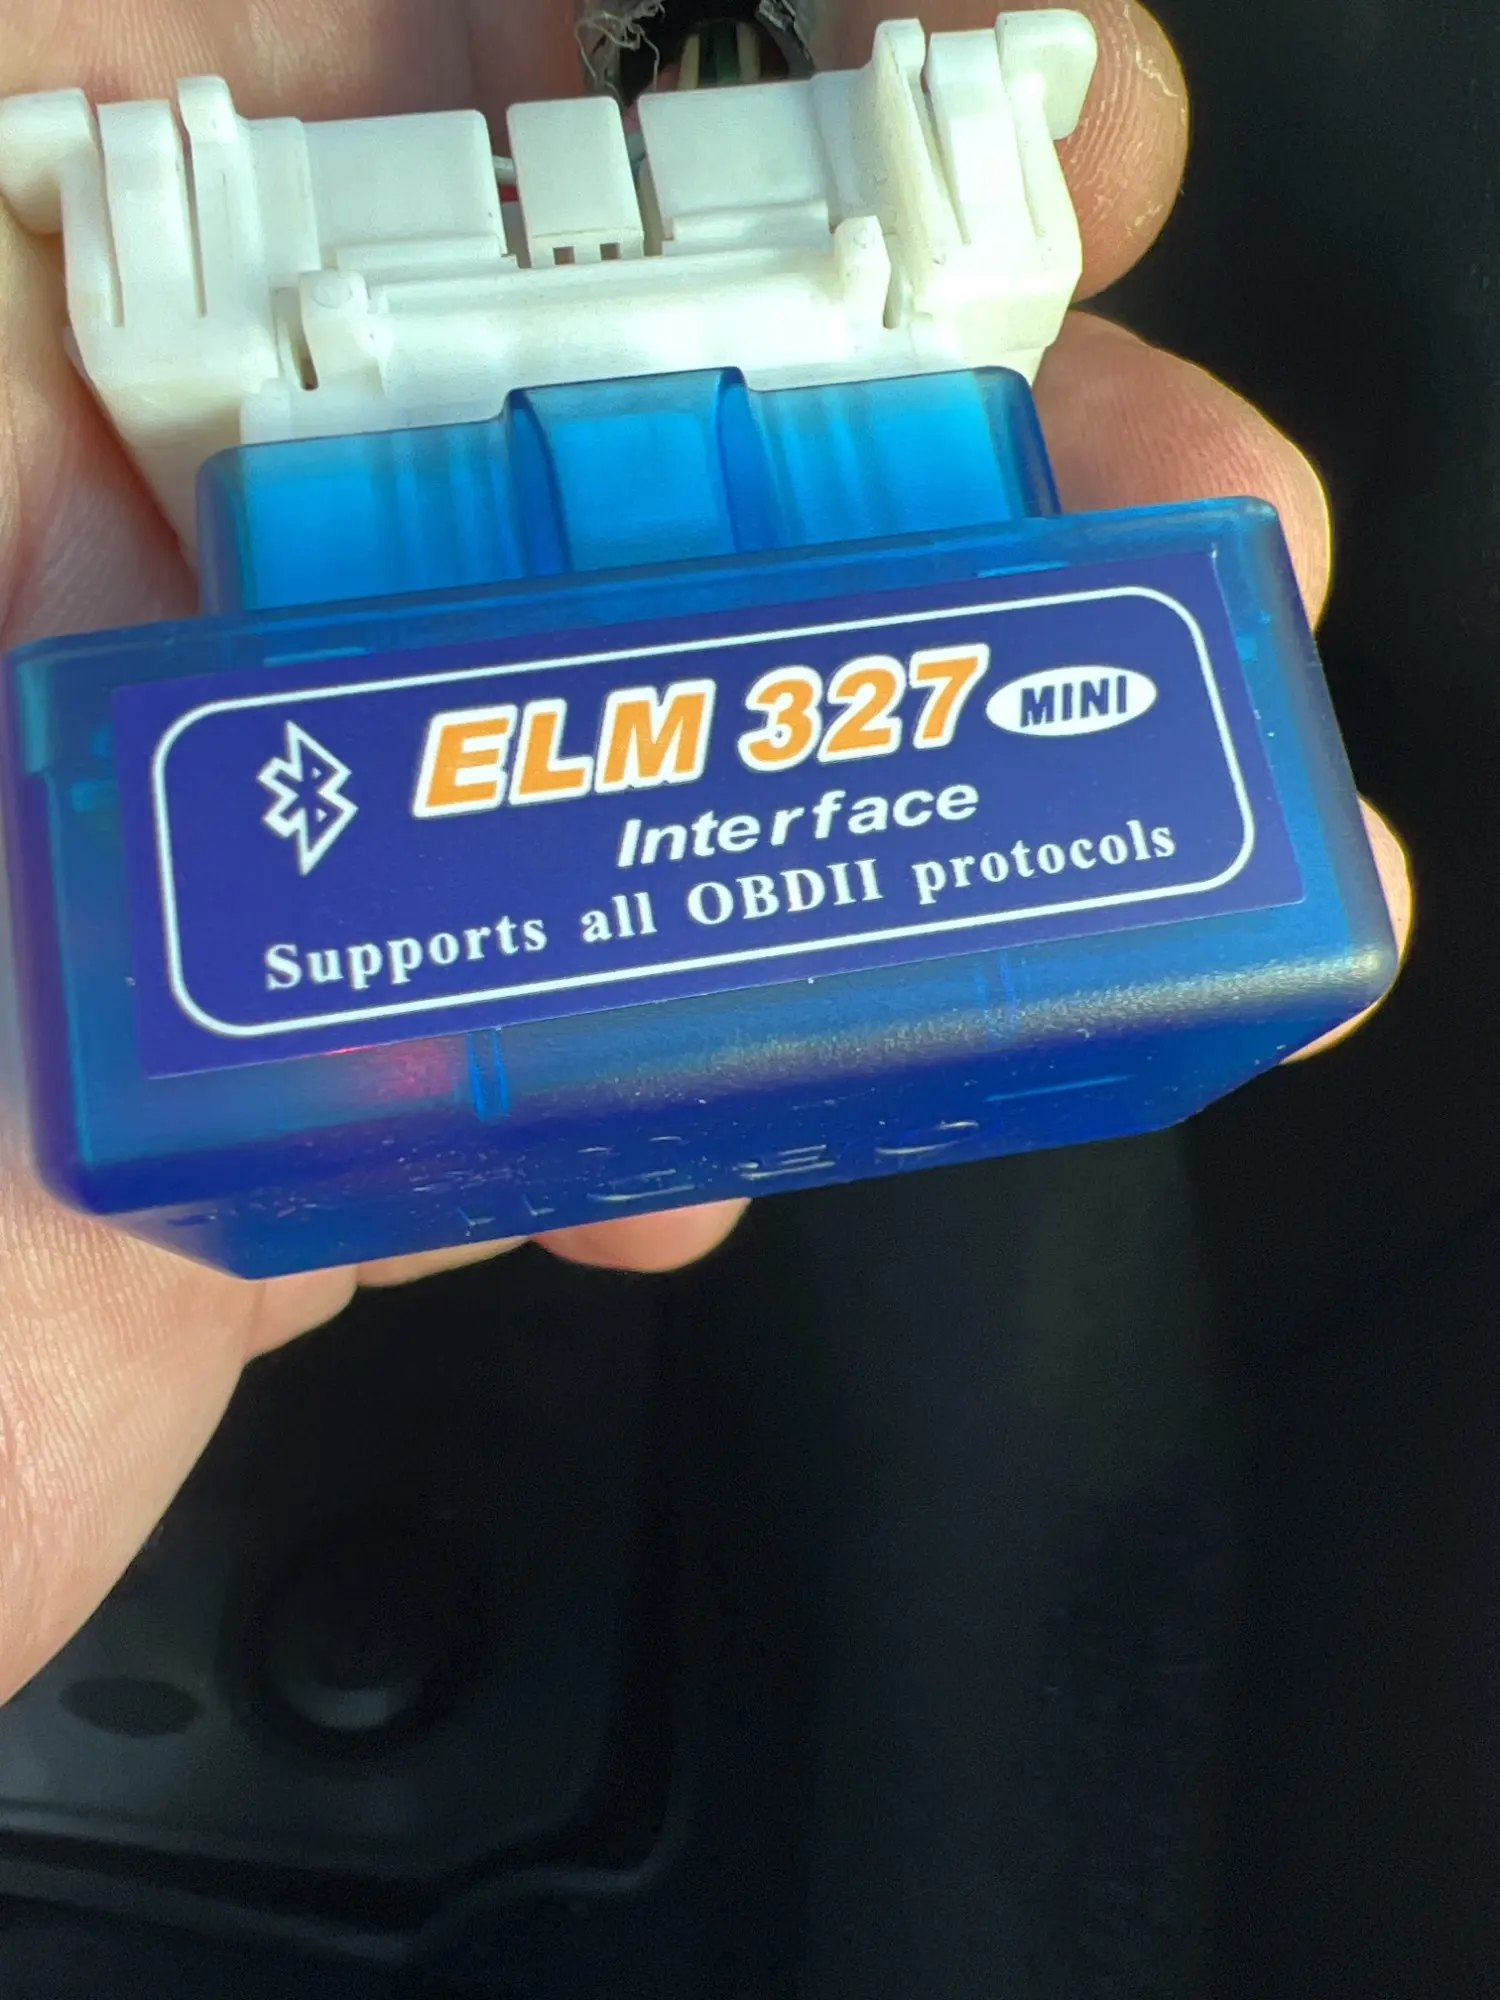 ELM 327 MINI
Interface
Supports all OBDII protocols